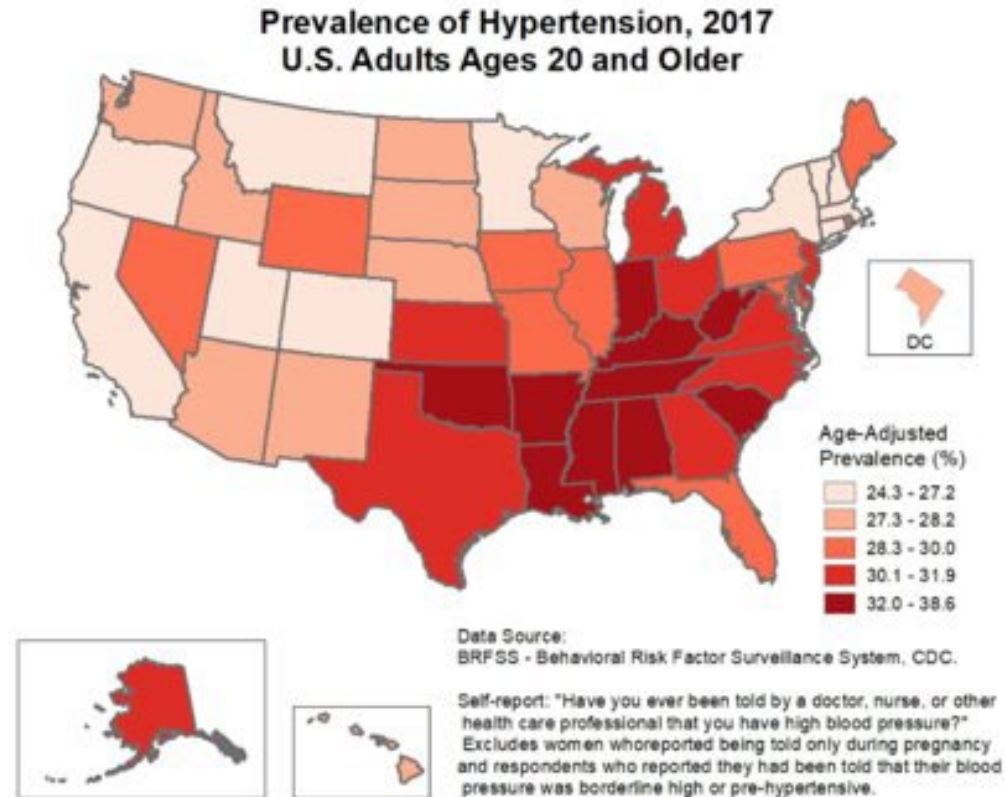 Prevalence of Hypertension, 2017
U.S. Adults Ages 20 and Older
DC
Age-Adjusted
Prevalence (%)
24.3 - 27.2
27.3 - 28.2
28.3 - 30.0
30.1 - 31.9
32.0 - 38.6
Data Source:
BRFSS - Behavioral Risk Factor Surveillance System, CDC.
Self-report: "Have you ever been told by a doctor, nurse, or other
health care professional that you have high blood pressure?"
Excludes women whoreported being told only during pregnancy
and respondents who reported they had been told that their blood
pressure was borderline high or pre-hypertensive.